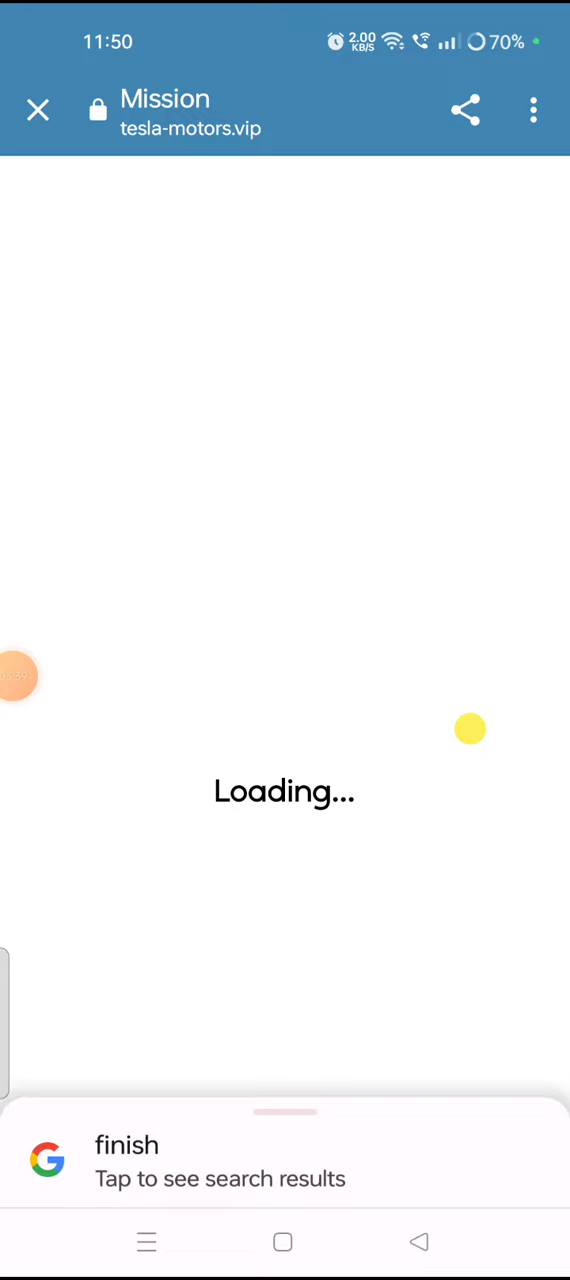 11:50
2.00 KB/S
70%
Mission
tesla-motors.vip
Loading...
finish
Tap to see search results